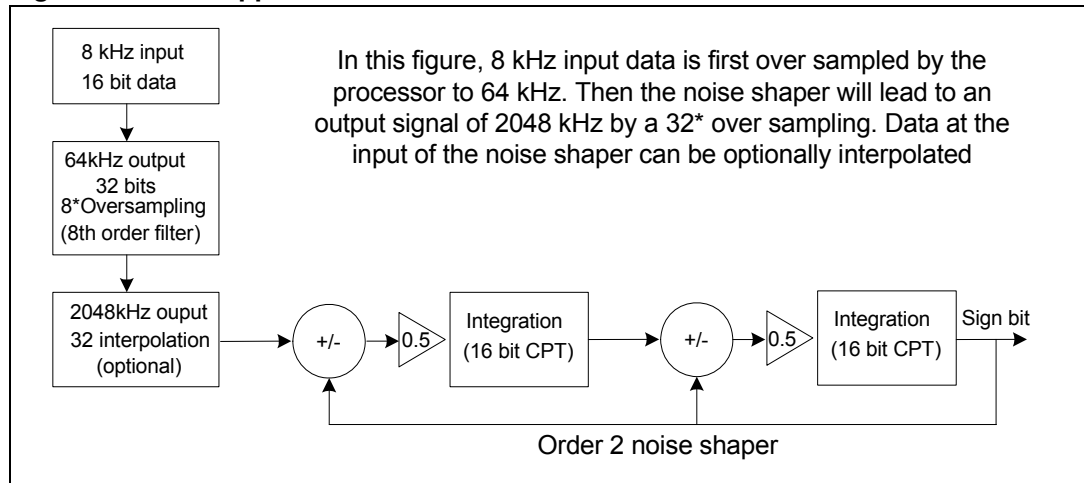 8 kHz input
16 bit data
In this figure, 8 kHz input data is first over sampled by the
processor to 64 kHz. Then the noise shaper will lead to an
output signal of 2048 kHz by a 32* over sampling. Data at the
input of the noise shaper can be optionally interpolated
64kHz output
32 bits
8*Oversampling
(8th order filter)
2048kHz ouput
32 interpolation
(optional)
+/-
0.5
Integration
(16 bit CPT)
+/-
0.5
Integration
(16 bit CPT)
Sign bit
Order 2 noise shaper